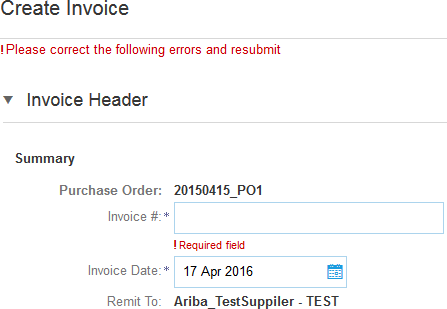 Create Invoice
! Please correct the following errors and resubmit
▼ Invoice Header
Summary
Purchase Order: 20150415_PO1
Invoice #: *
! Required field
Invoice Date: * 17 Apr 2016
Remit To: Ariba_TestSuppiler - TEST